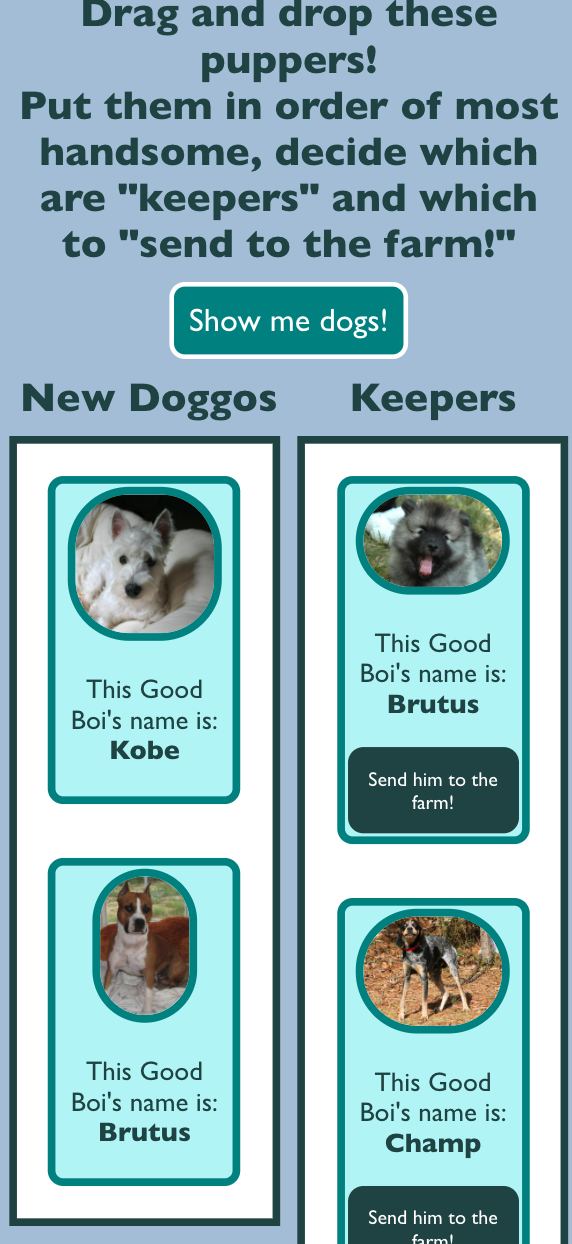 Drag and drop these
puppers!
Put them in order of most
handsome, decide which
are "keepers" and which
to "send to the farm!"
Show me dogs!
New Doggos
This Good
Boi's name is:
Kobe
This Good
Boi's name is:
Brutus
Keepers
This Good
Boi's name is:
Brutus
Send him to the
farm!
This Good
Boi's name is:
Champ
Send him to the
farm!